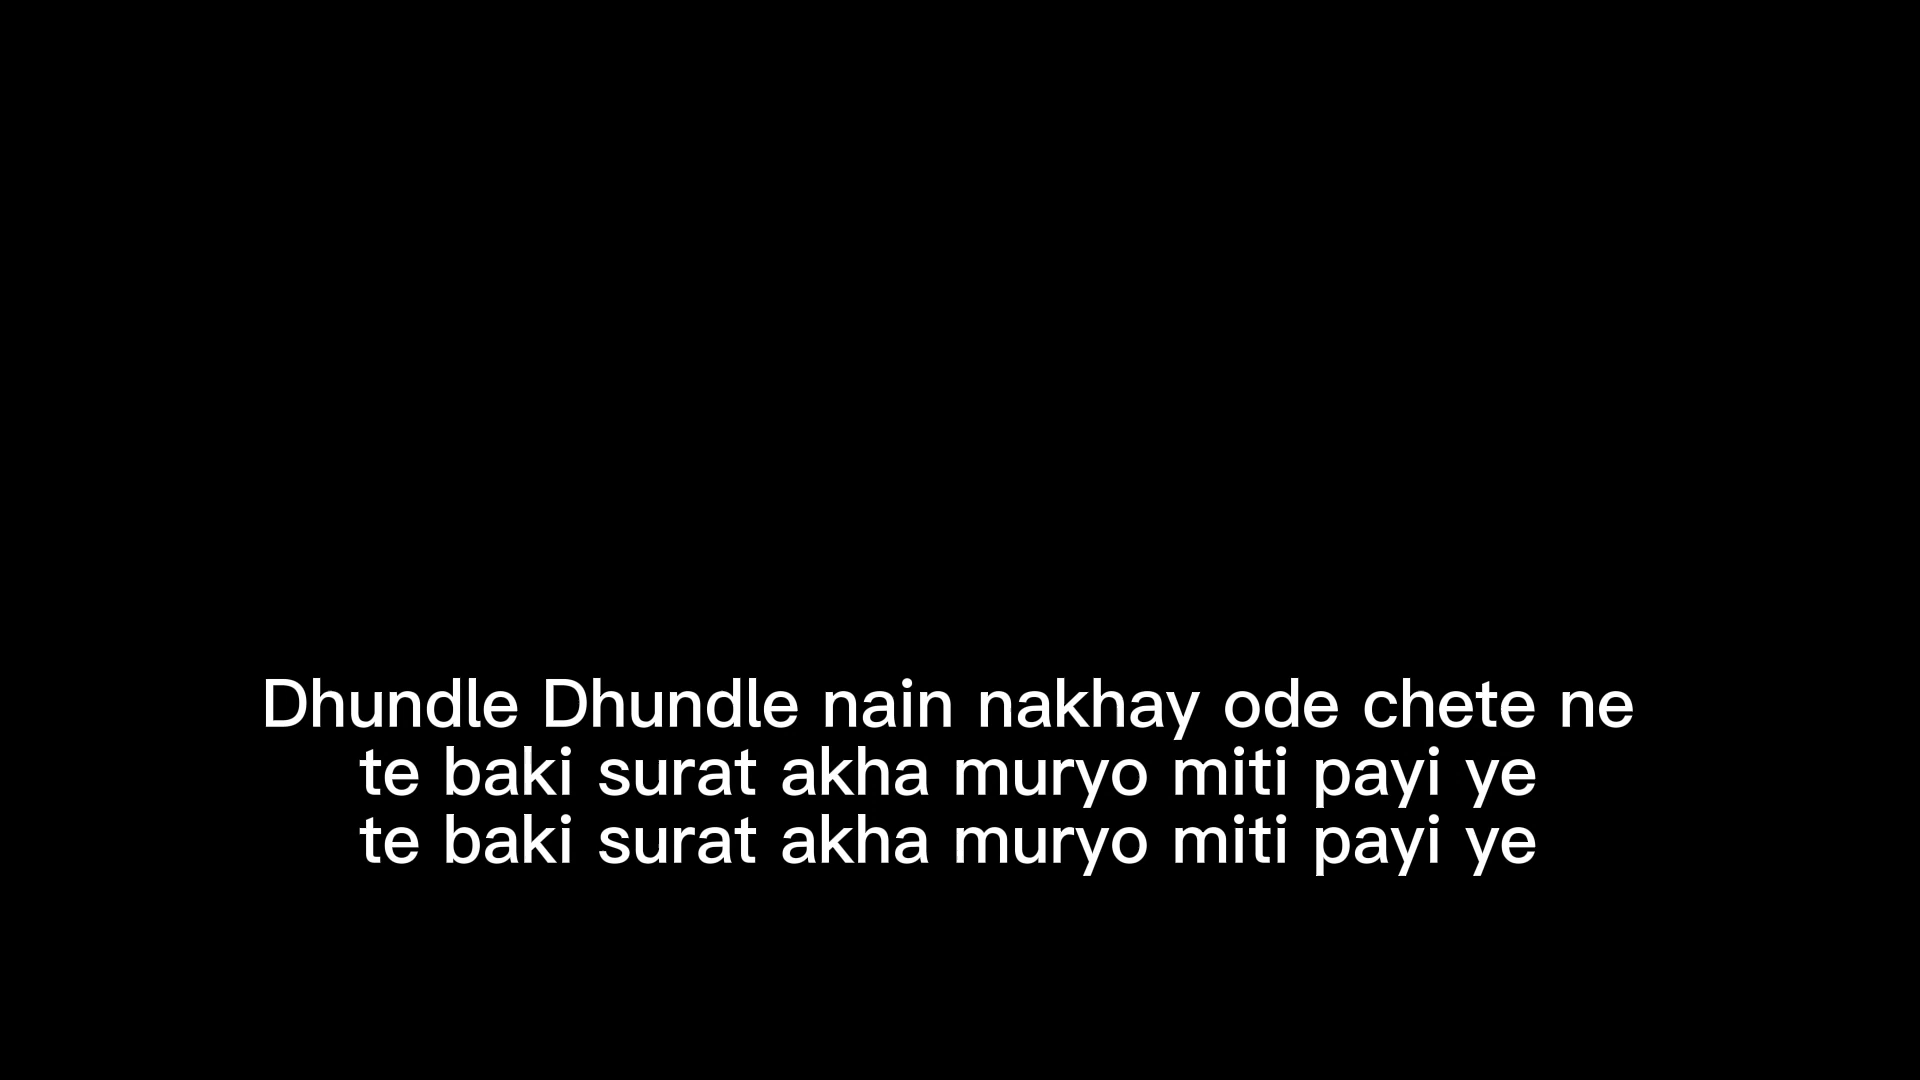 Dhundle Dhundle nain nakhay ode chete ne
te baki surat akha muryo miti payi ye
te baki surat akha muryo miti payi ye